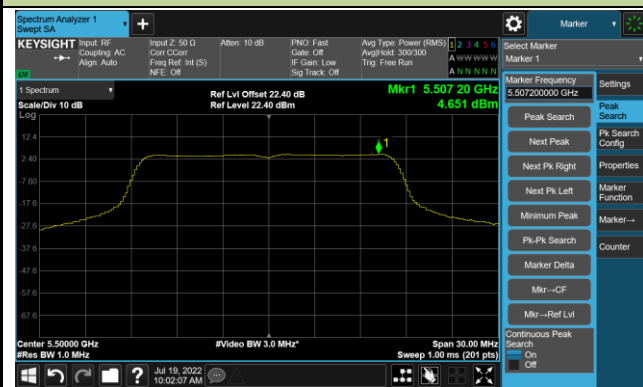 Spectrum Analyzer 1
Swept SA
Marker
KEYSIGHT
Input: RF
Coupling: AC
Align: Auto
Input Z: 50 Ω
Corr CCorr
Freq Ref: Int (S)
NFE: Off
Atten: 10 dB
PNO: Fast
Gate: Off
IF Gain: Low
Sig Track: Off
Avg Type: Power (RMS)
Avg|Hold: 300/300
Trig: Free Run
1 2 3 4 5 6
A W W W W W
A N N N N N
Select Marker
Marker 1
1 Spectrum
Scale/Div 10 dB
Log
Ref Lvl Offset 22.40 dB
Ref Level 22.40 dBm
Mkr1 5.507 20 GHz
4.651 dBm
1
12.4
2.40
-7.60
-17.6
-27.6
-37.6
-47.6
-57.6
-67.6
Center 5.50000 GHz
#Res BW 1.0 MHz
#Video BW 3.0 MHz*
Span 30.00 MHz
Sweep 1.00 ms (201 pts)
Marker Frequency
5.507200000 GHz
Peak Search
Next Peak
Next Pk Right
Next Pk Left
Minimum Peak
Pk-Pk Search
Marker Delta
Mkr→CF
Mkr→Ref Lvl
Continuous Peak
Search
On
Off
Settings
Peak
Search
Pk Search
Config
Properties
Marker
Function
Marker→
Counter
?
Jul 19, 2022
10:02:07 AM